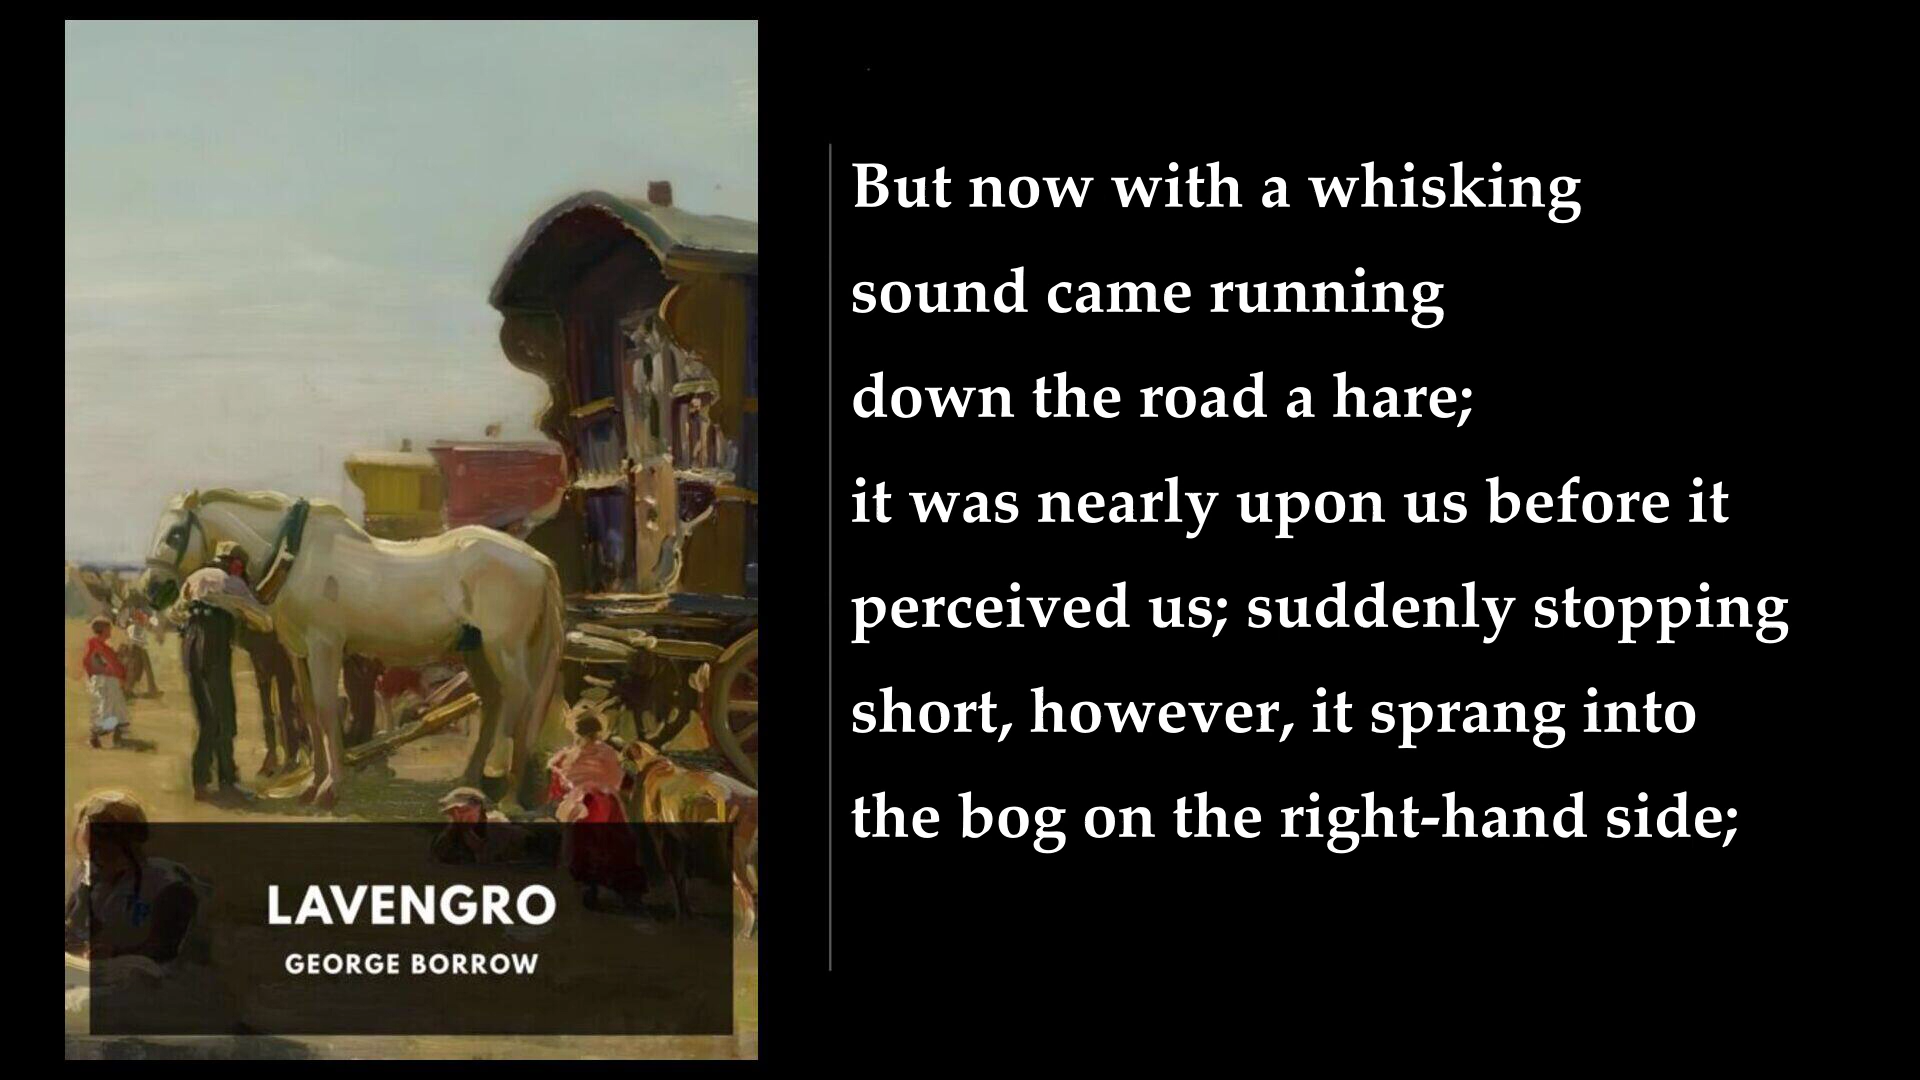 LAVENGRO
GEORGE BORROW
But now with a whisking
sound came running
down the road a hare;
it was nearly upon us before it
perceived us; suddenly stopping
short, however, it sprang into
the bog on the right-hand side;